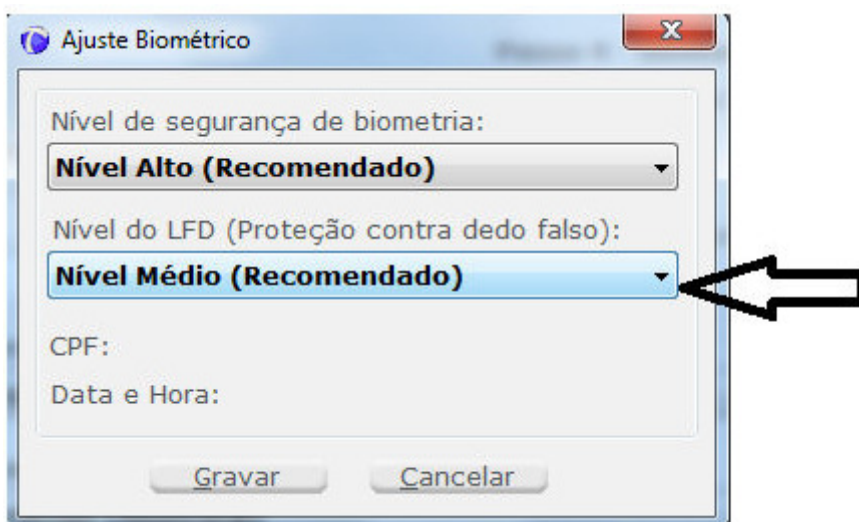 Ajuste Biométrico
Nível de segurança de biometria:
Nível Alto (Recomendado)
Nível do LFD (Proteção contra dedo falso):
Nível Médio (Recomendado)
CPF:
Data e Hora:
Gravar Cancelar